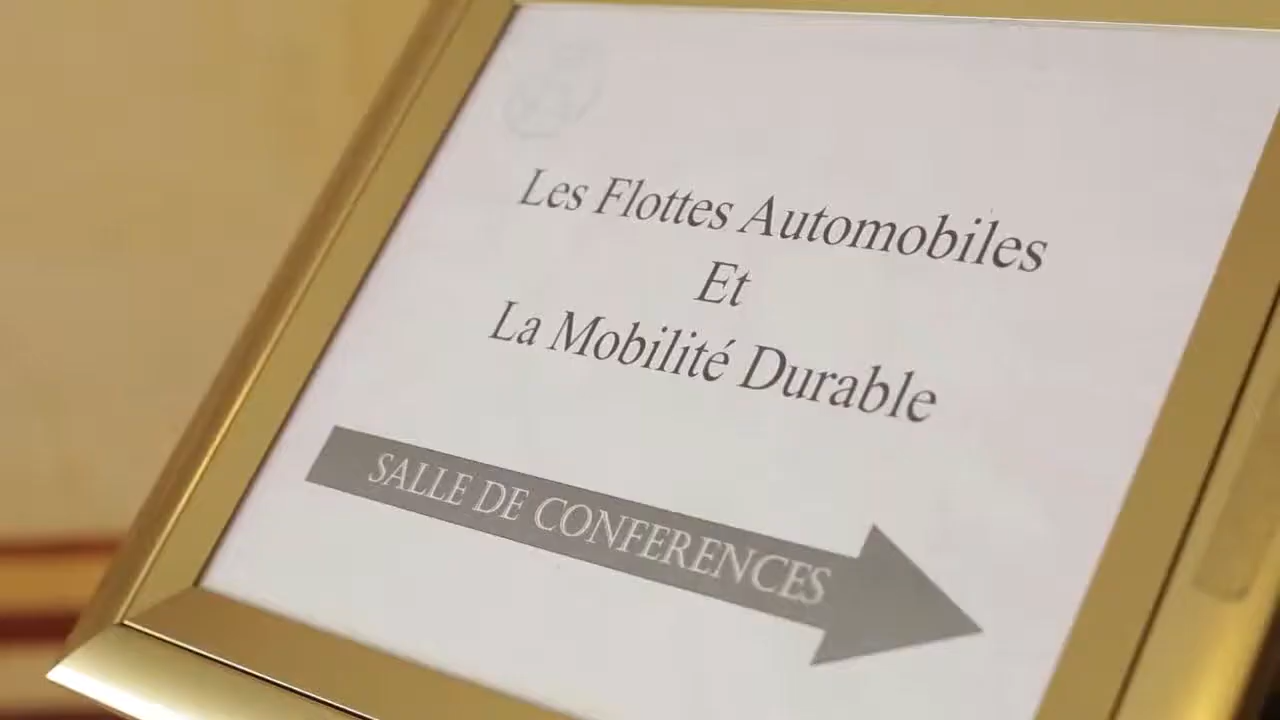 Les Flottes Automobiles
Et
La Mobilité Durable
SALLE DE CONFERENCES